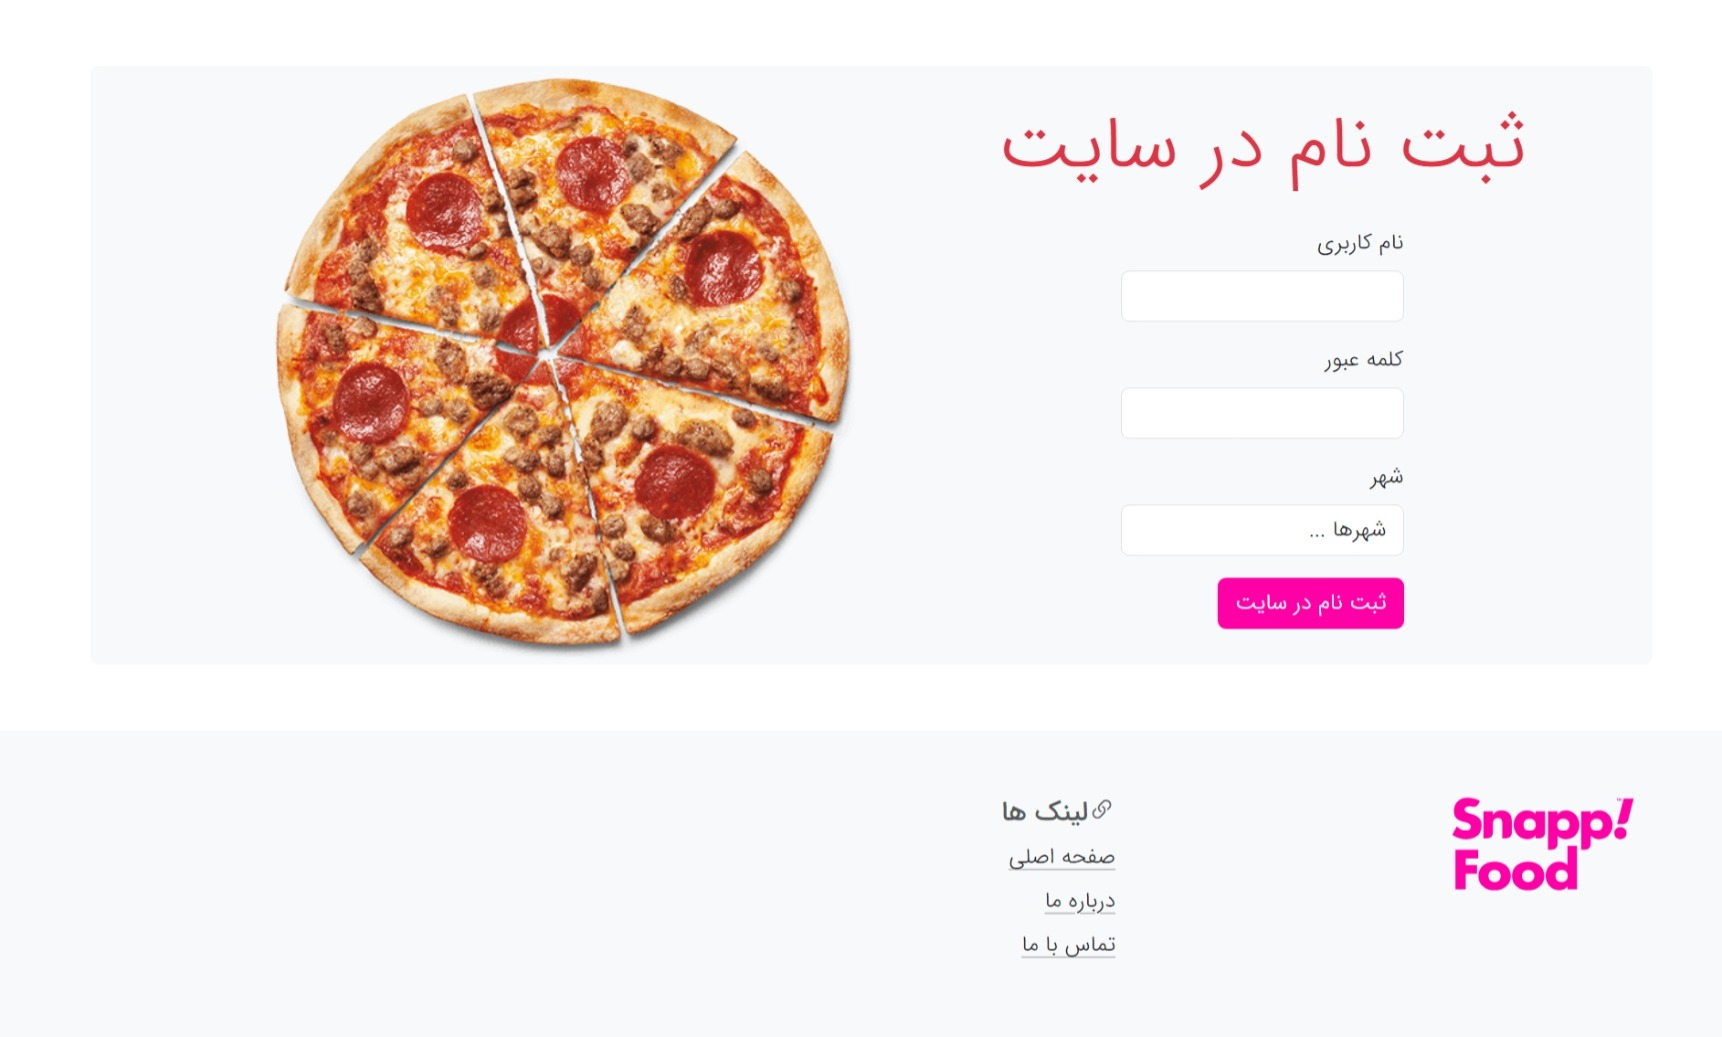 ثبت نام در سایت
نام کاربری
کلمه عبور
شهر
شهرها ...
ثبت نام در سایت
Snapp!
Food
لینک ها
صفحه اصلی
درباره ما
تماس با ما